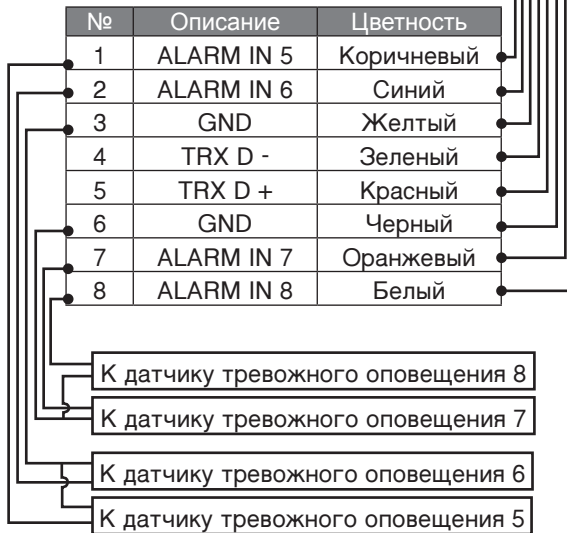 № Описание Цветность
1 ALARM IN 5 Коричневый
2 ALARM IN 6 Синий
3 GND Желтый
4 TRX D - Зеленый
5 TRX D + Красный
6 GND Черный
7 ALARM IN 7 Оранжевый
8 ALARM IN 8 Белый
К датчику тревожного оповещения 8
К датчику тревожного оповещения 7
К датчику тревожного оповещения 6
К датчику тревожного оповещения 5